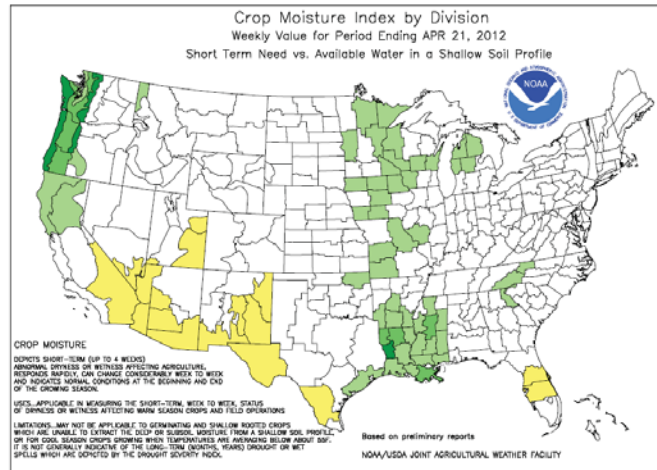 Crop Moisture Index by Division
Weekly Value for Period Ending APR 21, 2012
Short Term Need vs. Available Water in a Shallow Soil Profile
NOAA
CROP MOISTURE
DEPICTS SHORT-TERM (UP TO 4 WEEKS)
ABNORMAL DRYNESS OR WETNESS AFFECTING AGRICULTURE,
RESPONDS RAPIDLY, CAN CHANGE CONSIDERABLY WEEK TO WEEK
AND INDICATES NORMAL CONDITIONS AT THE BEGINNING AND END
OF THE GROWING SEASON.
USES...APPLICABLE IN MEASURING THE SHORT-TERM, WEEK TO WEEK, STATUS
OF DRYNESS OR WETNESS AFFECTING WARM SEASON CROPS AND FIELD OPERATIONS
LIMITATIONS...MAY NOT BE APPLICABLE TO GERMINATING AND SHALLOW ROOTED CROPS
WHICH ARE UNABLE TO EXTRACT THE DEEP OR SUBSOIL MOISTURE FROM A SHALLOW SOIL PROFILE,
OR FOR COOL SEASON CROPS GROWING WHEN TEMPERATURES ARE AVERAGING BELOW ABOUT 55F.
IT IS NOT GENERALLY INDICATIVE OF THE LONG-TERM (MONTHS, YEARS) DROUGHT OR WET
SPELLS WHICH ARE DEPICTED BY THE DROUGHT SEVERITY INDEX.
Based on preliminary reports
NOAA/USDA JOINT AGRICULTURAL WEATHER FACILITY